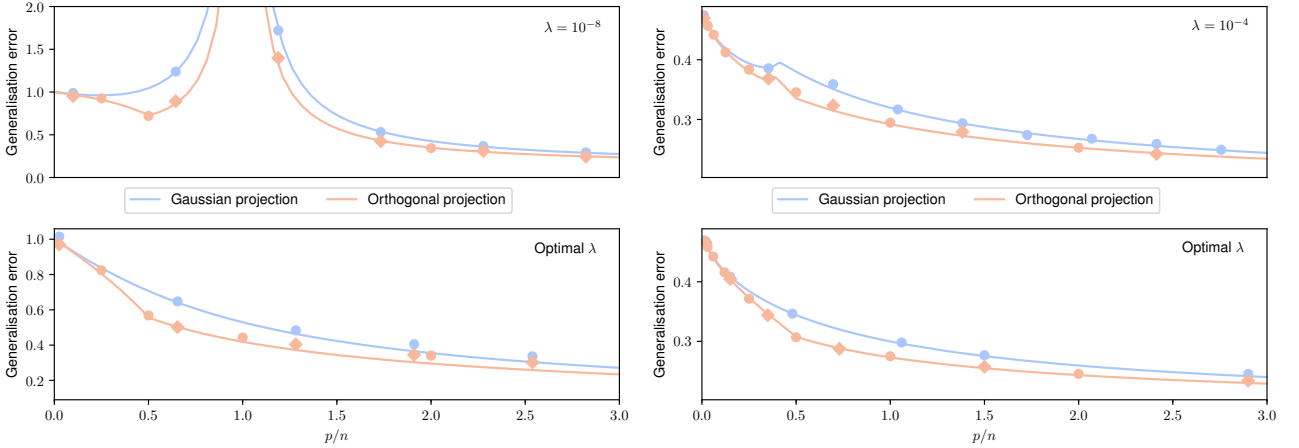 Generalisation error
2.0
1.5
1.0
0.5
0.0
λ = 10⁻⁸
Generalisation error
0.4
0.3
λ = 10⁻⁴
Gaussian projection
Orthogonal projection
Gaussian projection
Orthogonal projection
Generalisation error
1.0
0.8
0.6
0.4
0.2
Optimal λ
0.0 0.5 1.0 1.5 2.0 2.5 3.0
p/n
Generalisation error
0.4
0.3
Optimal λ
0.0 0.5 1.0 1.5 2.0 2.5 3.0
p/n